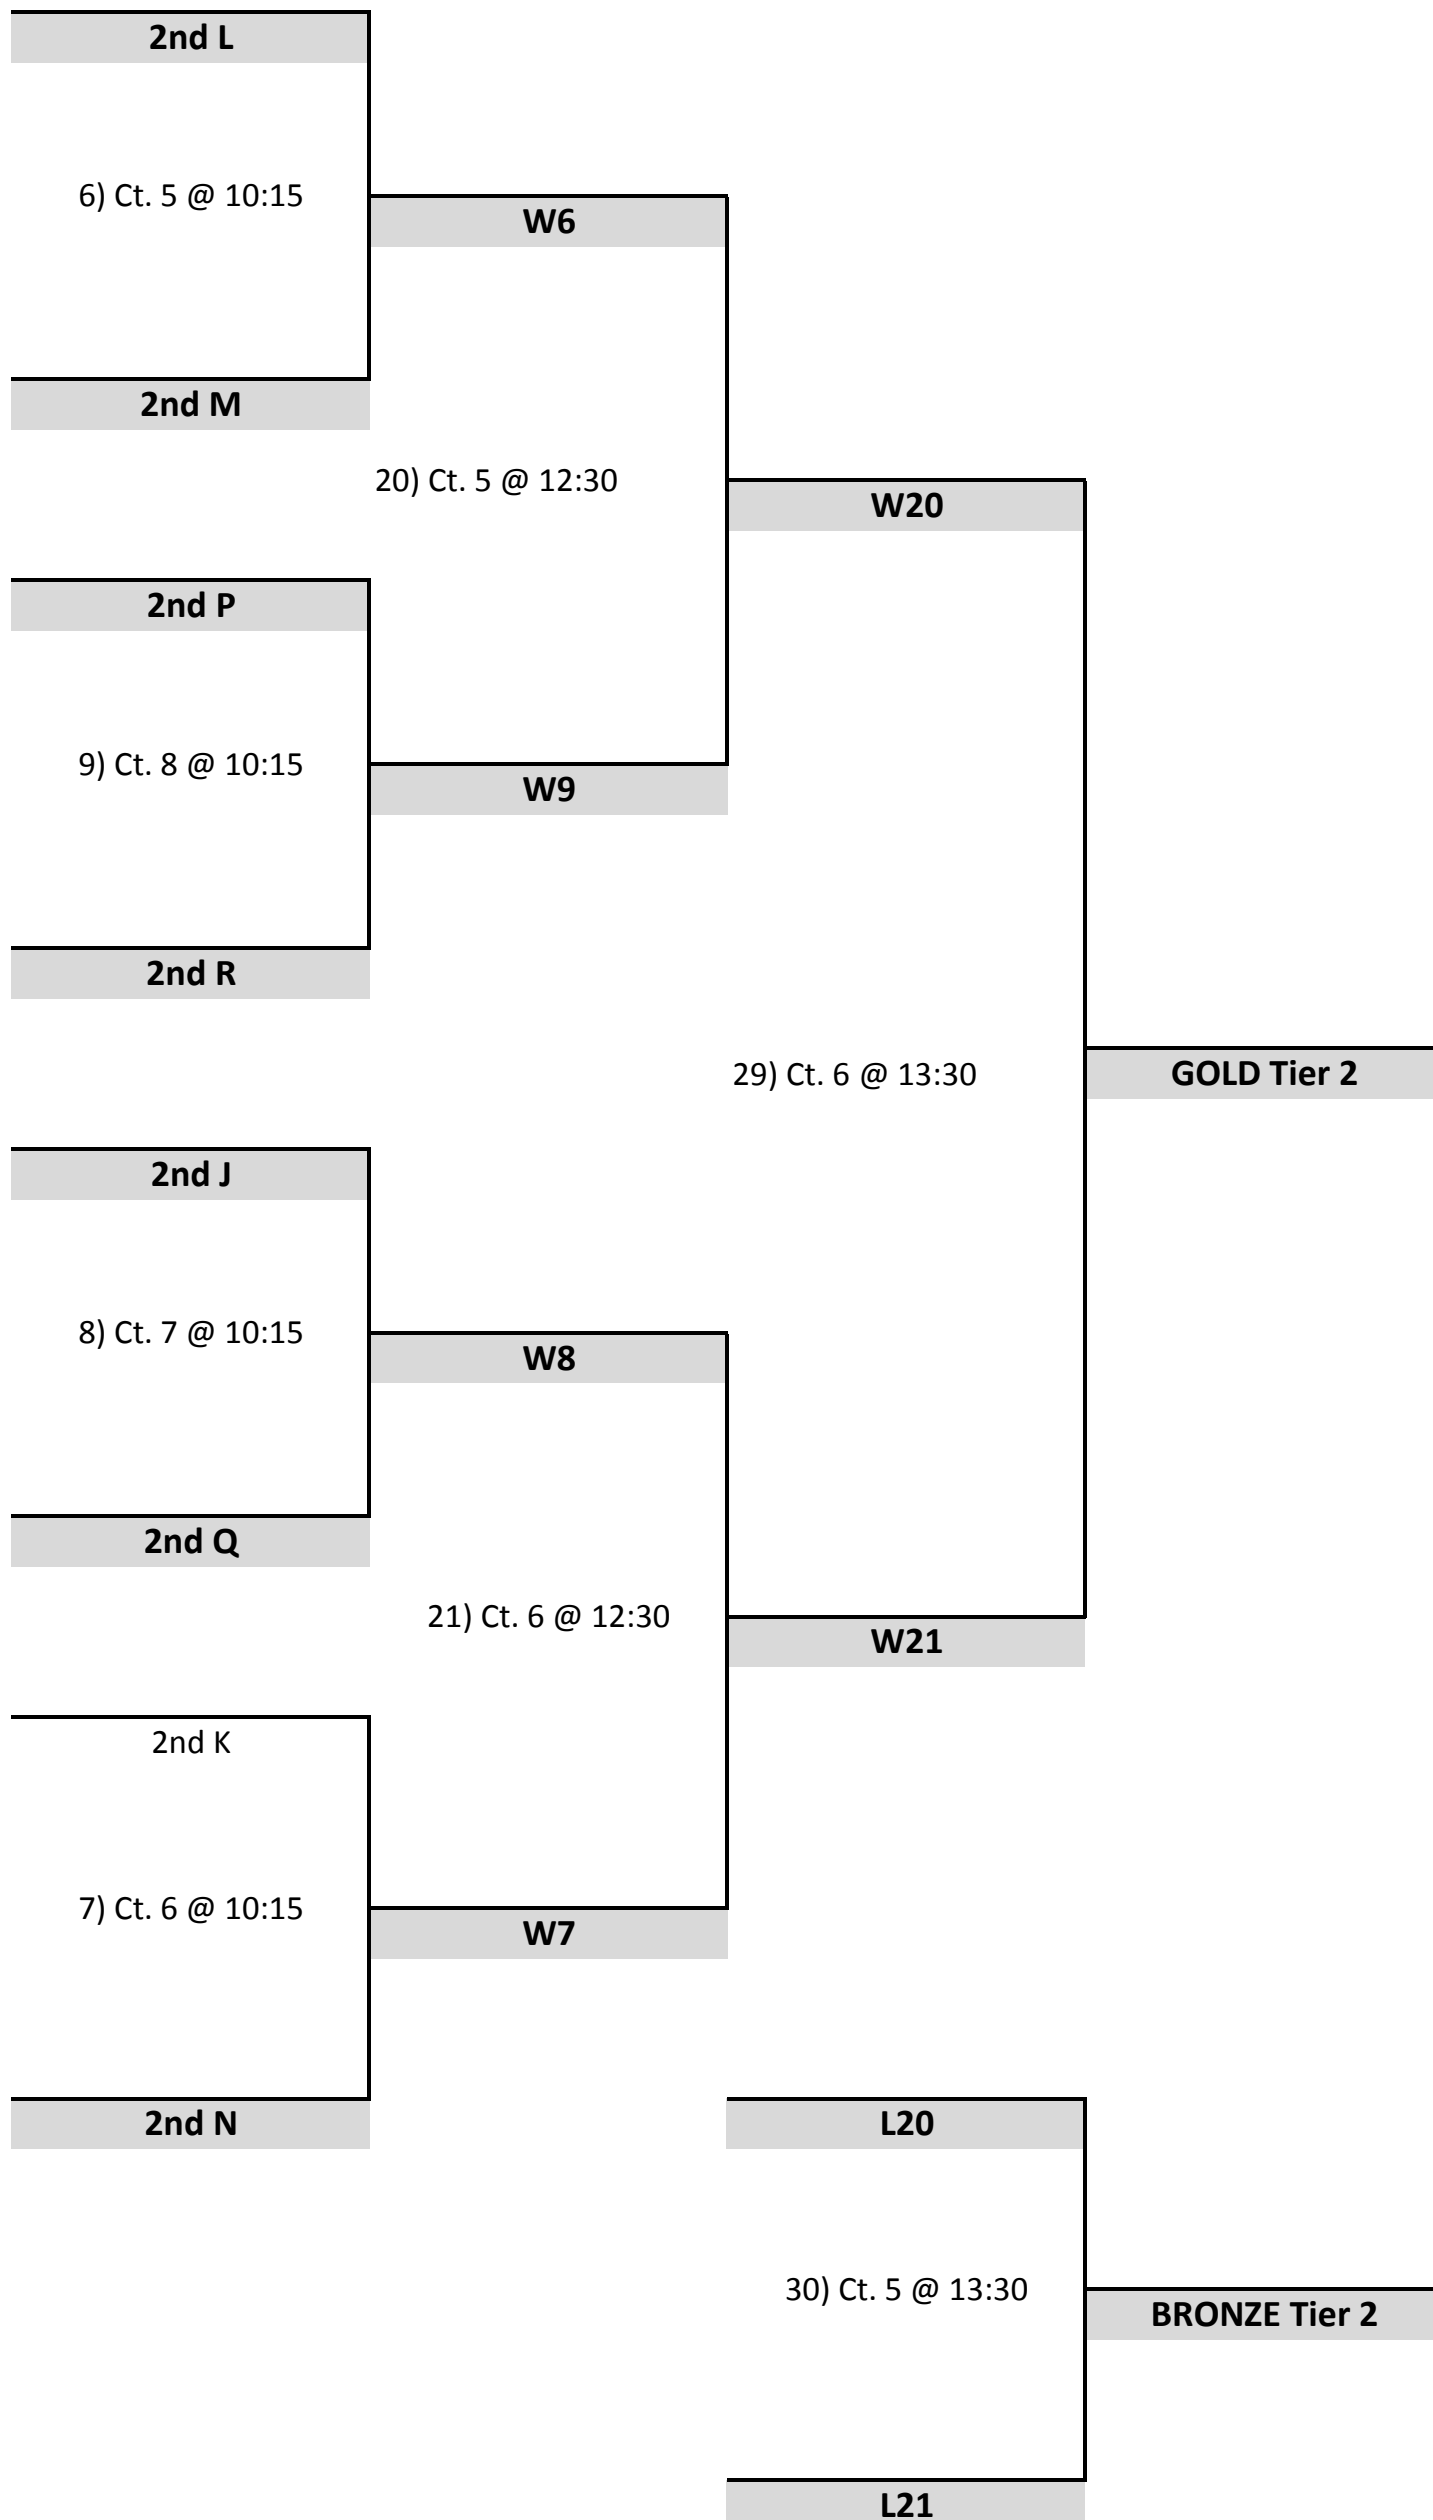 2nd L
6) Ct. 5 @ 10:15
W6
2nd M
20) Ct. 5 @ 12:30
W20
2nd P
9) Ct. 8 @ 10:15
W9
2nd R
29) Ct. 6 @ 13:30
GOLD Tier 2
2nd J
8) Ct. 7 @ 10:15
W8
2nd Q
21) Ct. 6 @ 12:30
W21
2nd K
7) Ct. 6 @ 10:15
W7
2nd N
L20
30) Ct. 5 @ 13:30
BRONZE Tier 2
L21